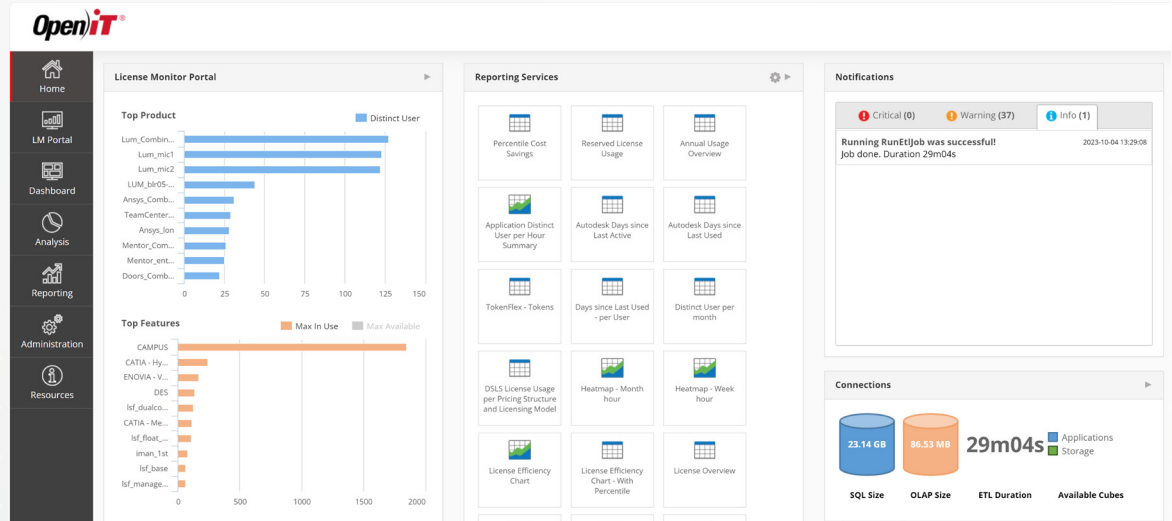 Open iT®
Home
LM Portal
Dashboard
Analysis
Reporting
Administration
Resources
License Monitor Portal
Top Product
Distinct User
Lum_Combin...
Lum_mic1
Lum_mic2
LUM_blr05-...
Ansys_Comb...
TeamCenter...
Ansys_lon
Mentor_Com...
Mentor_ent...
Doors_Comb...
0 25 50 75 100 125 150
Top Features
Max In Use Max Available
CAMPUS
CATIA - Hy...
ENOVIA - V...
DES
lsf_dualco...
CATIA - Me...
lsf_float_...
iman_1st
lsf_base
lsf_manage...
0 500 1000 1500 2000
Reporting Services
Percentile Cost
Savings
Reserved License
Usage
Annual Usage
Overview
Application Distinct
User per Hour
Summary
Autodesk Days since
Last Active
Autodesk Days since
Last Used
TokenFlex - Tokens
Days since Last Used
- per User
Distinct User per
month
DSLS License Usage
per Pricing Structure
and Licensing Model
Heatmap - Month
hour
Heatmap - Week
hour
License Efficiency
Chart
License Efficiency
Chart - With
Percentile
License Overview
Notifications
Critical (0) Warning (37) Info (1)
Running RunEtlJob was successful! 2023-10-04 13:29:08
Job done. Duration 29m04s
Connections
23.14 GB
86.53 MB
29m04s
Applications
Storage
SQL Size OLAP Size ETL Duration Available Cubes